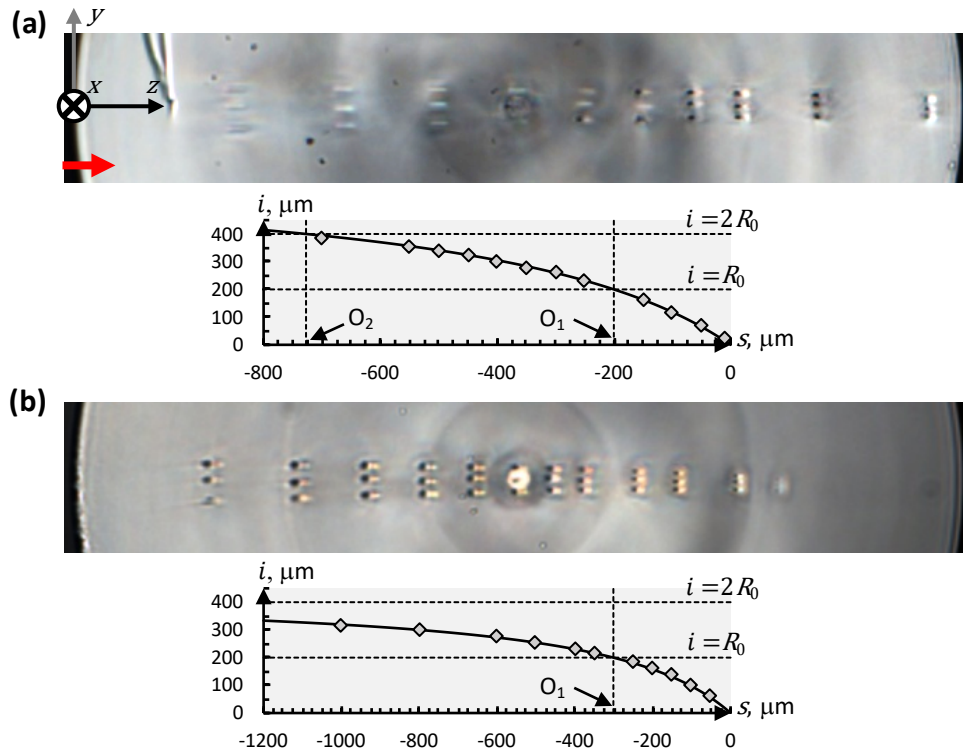 (a)
y
x
z
i, μm
i = 2R₀
400
300
i = R₀
200
O₂
O₁
100
0
s, μm
-800
-600
-400
-200
0
(b)
i, μm
i = 2R₀
400
300
i = R₀
200
O₁
100
0
s, μm
-1200
-1000
-800
-600
-400
-200
0